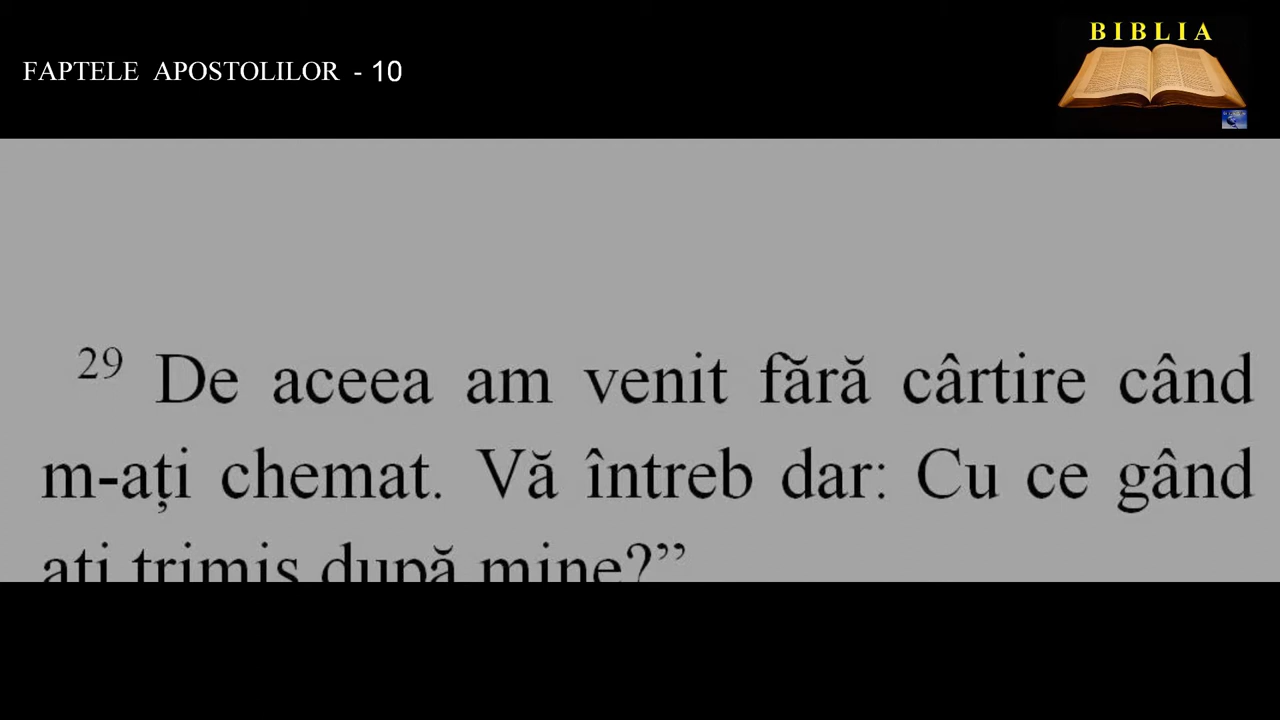 BIBLIA
FAPTELE APOSTOLILOR - 10
29 De aceea am venit fără cârtire când
m-ați chemat. Vă întreb dar: Cu ce gând
ați trimis după mine?”